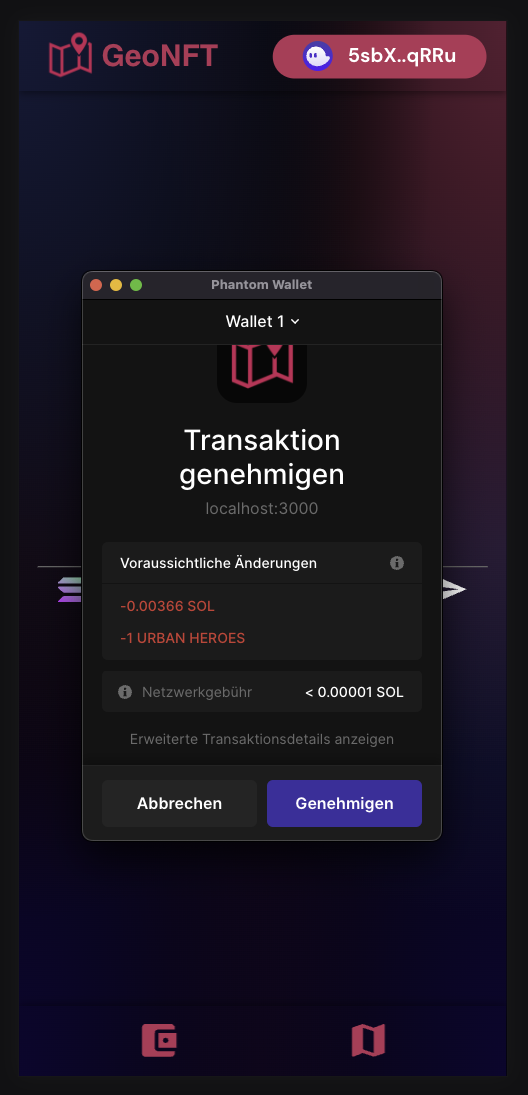 GeoNFT
5sbX..qRRu
Phantom Wallet
Wallet 1
Transaktion
genehmigen
localhost:3000
Voraussichtliche Änderungen
-0.00366 SOL
-1 URBAN HEROES
Netzwerkgebühr < 0.00001 SOL
Erweiterte Transaktionsdetails anzeigen
Abbrechen Genehmigen